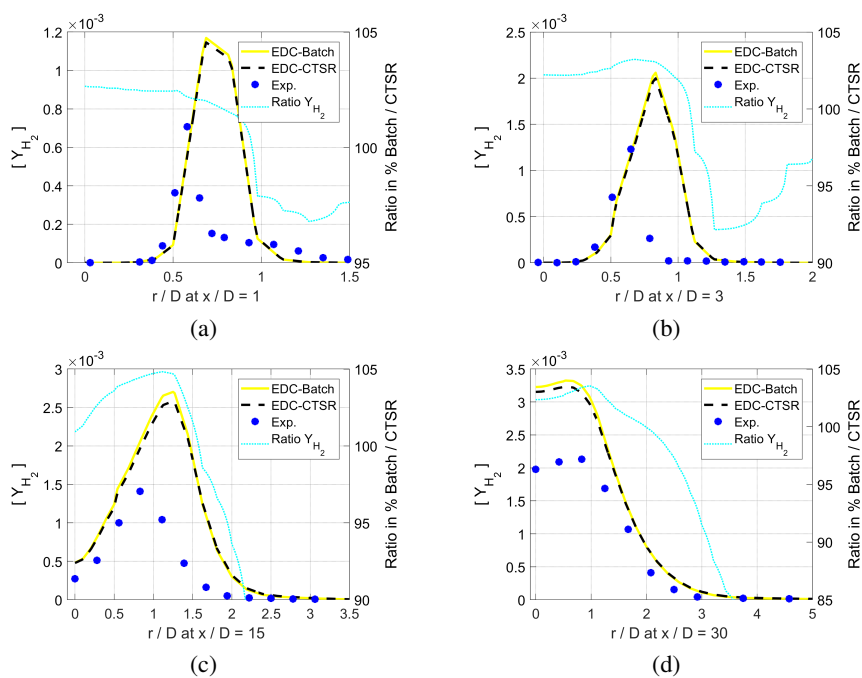 ×10⁻³
105
1.2
1
0.8
0.6
0.4
0.2
0
[ Y_H₂ ]
EDC-Batch
EDC-CTSR
Exp.
Ratio Y_H₂
100
95
Ratio in % Batch / CTSR
0 0.5 1 1.5
r / D at x / D = 1
(a)
×10⁻³
105
2.5
2
1.5
1
0.5
0
[ Y_H₂ ]
EDC-Batch
EDC-CTSR
Exp.
Ratio Y_H₂
100
95
90
Ratio in % Batch / CTSR
0 0.5 1 1.5 2
r / D at x / D = 3
(b)
×10⁻³
105
3
2.5
2
1.5
1
0.5
0
[ Y_H₂ ]
EDC-Batch
EDC-CTSR
Exp.
Ratio Y_H₂
100
95
90
Ratio in % Batch / CTSR
0 0.5 1 1.5 2.0 2.5 3 3.5
r / D at x / D = 15
(c)
×10⁻³
105
3.5
3
2.5
2
1.5
1
0.5
0
[ Y_H₂ ]
EDC-Batch
EDC-CTSR
Exp.
Ratio Y_H₂
100
95
90
85
Ratio in % Batch / CTSR
0 1 2 3 4 5
r / D at x / D = 30
(d)